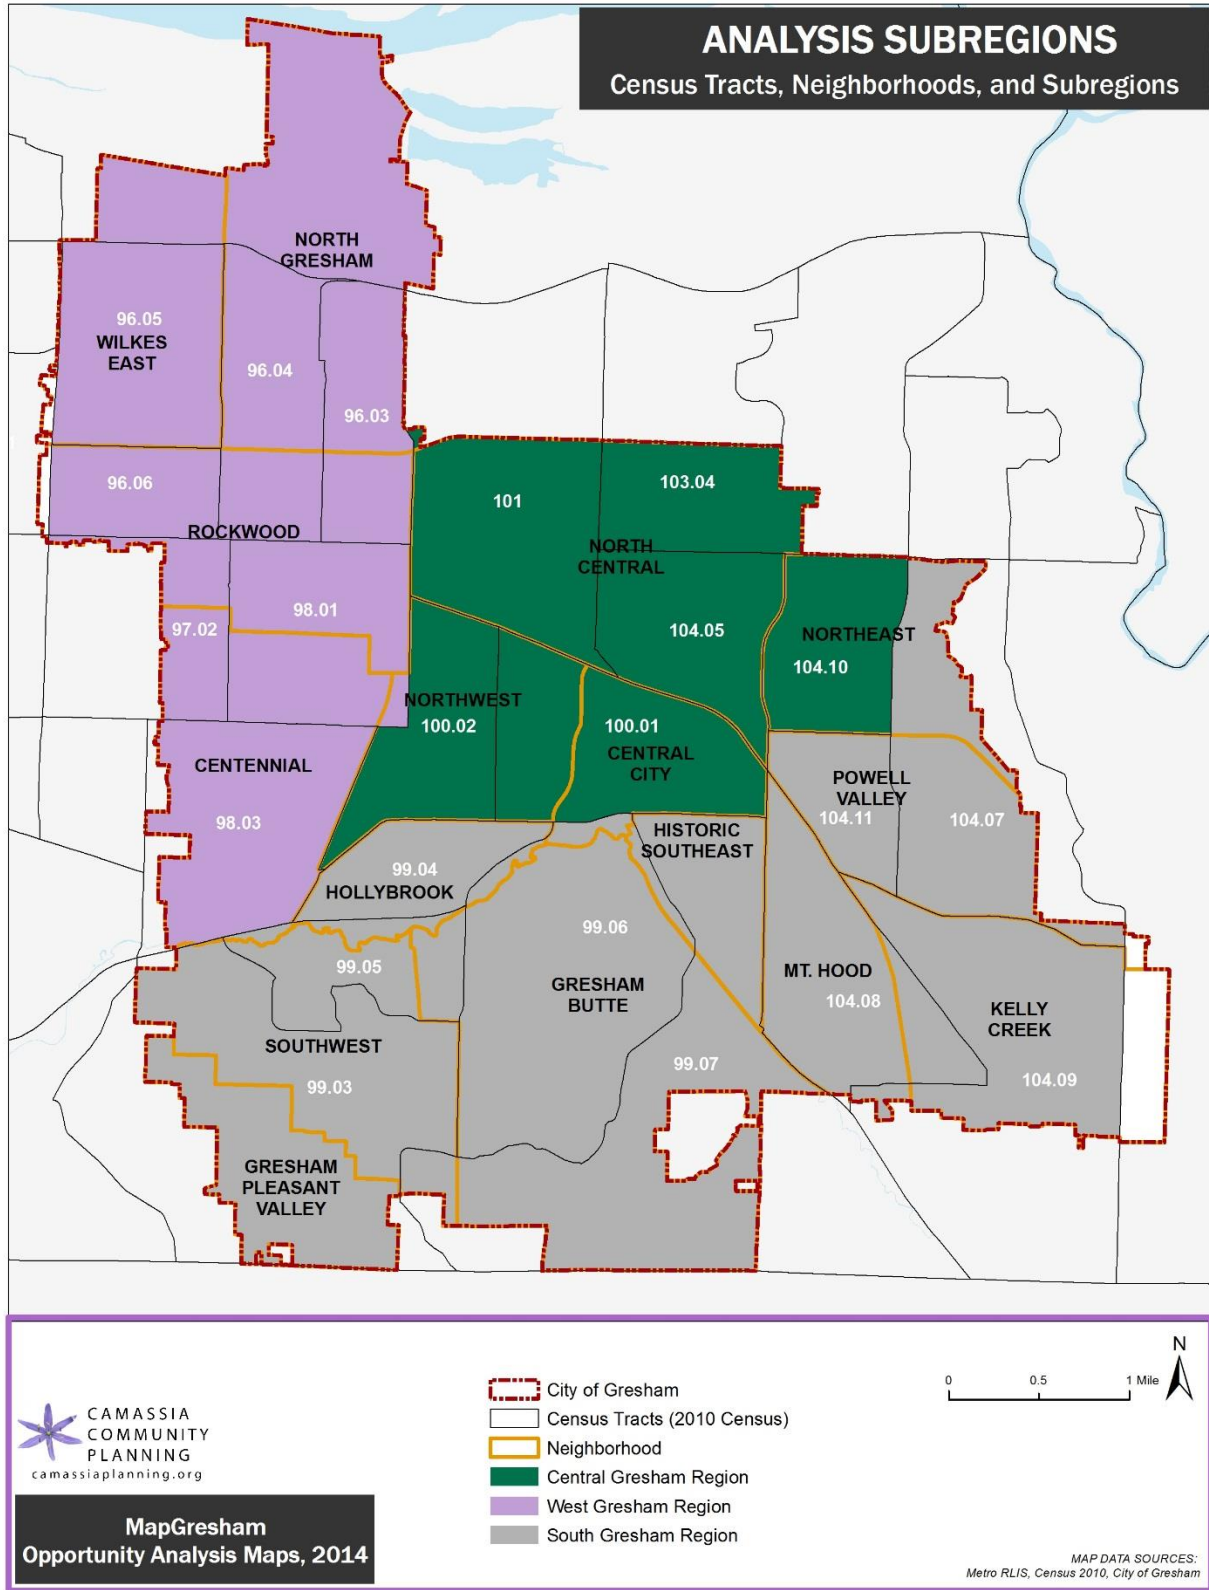 ANALYSIS SUBREGIONS
Census Tracts, Neighborhoods, and Subregions
NORTH
GRESHAM
96.05
WILKES
EAST
96.04
96.03
96.06
101
103.04
ROCKWOOD
NORTH
CENTRAL
98.01
97.02
104.05
NORTHEAST
104.10
NORTHWEST
100.02
100.01
CENTRAL
CITY
CENTENNIAL
98.03
POWELL
VALLEY
104.11
104.07
HISTORIC
SOUTHEAST
99.04
HOLLYBROOK
99.06
99.05
GRESHAM
BUTTE
MT. HOOD
104.08
KELLY
CREEK
SOUTHWEST
99.03
99.07
104.09
GRESHAM
PLEASANT
VALLEY
CAMASSIA
COMMUNITY
PLANNING
camassiaplanning.org
MapGresham
Opportunity Analysis Maps, 2014
City of Gresham
Census Tracts (2010 Census)
Neighborhood
Central Gresham Region
West Gresham Region
South Gresham Region
N
0 0.5 1 Mile
MAP DATA SOURCES:
Metro RLIS, Census 2010, City of Gresham